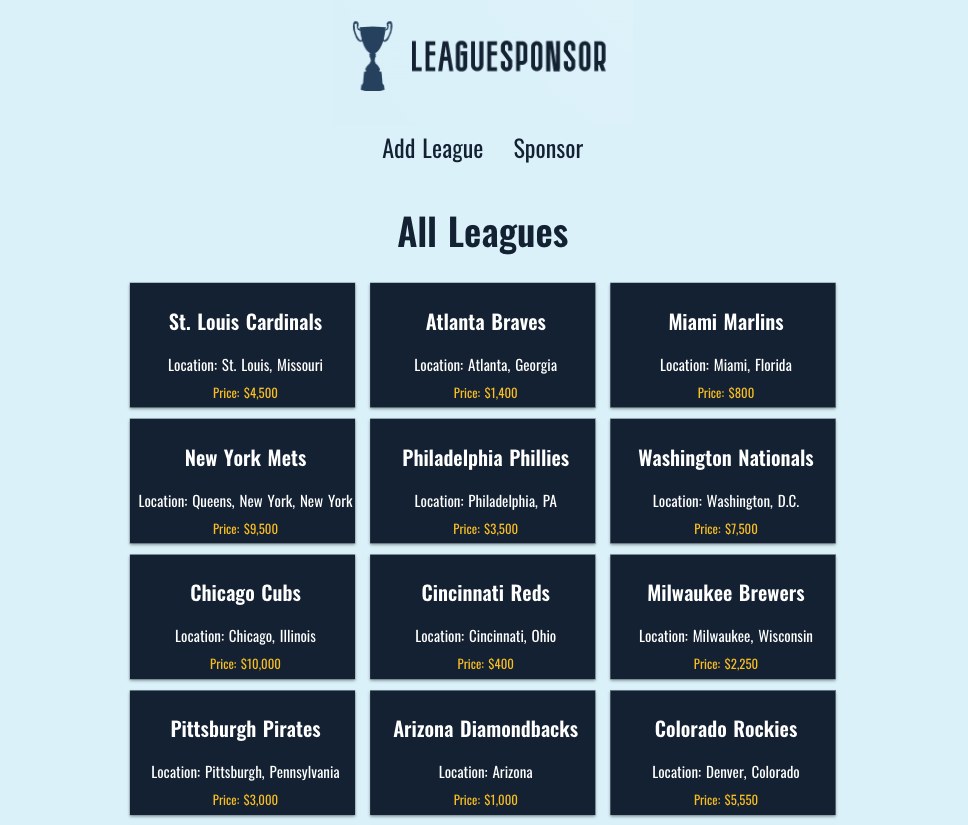 LEAGUESPONSOR
Add League Sponsor
All Leagues
St. Louis Cardinals
Location: St. Louis, Missouri
Price: $4,500
Atlanta Braves
Location: Atlanta, Georgia
Price: $1,400
Miami Marlins
Location: Miami, Florida
Price: $800
New York Mets
Location: Queens, New York, New York
Price: $9,500
Philadelphia Phillies
Location: Philadelphia, PA
Price: $3,500
Washington Nationals
Location: Washington, D.C.
Price: $7,500
Chicago Cubs
Location: Chicago, Illinois
Price: $10,000
Cincinnati Reds
Location: Cincinnati, Ohio
Price: $400
Milwaukee Brewers
Location: Milwaukee, Wisconsin
Price: $2,250
Pittsburgh Pirates
Location: Pittsburgh, Pennsylvania
Price: $3,000
Arizona Diamondbacks
Location: Arizona
Price: $1,000
Colorado Rockies
Location: Denver, Colorado
Price: $5,550